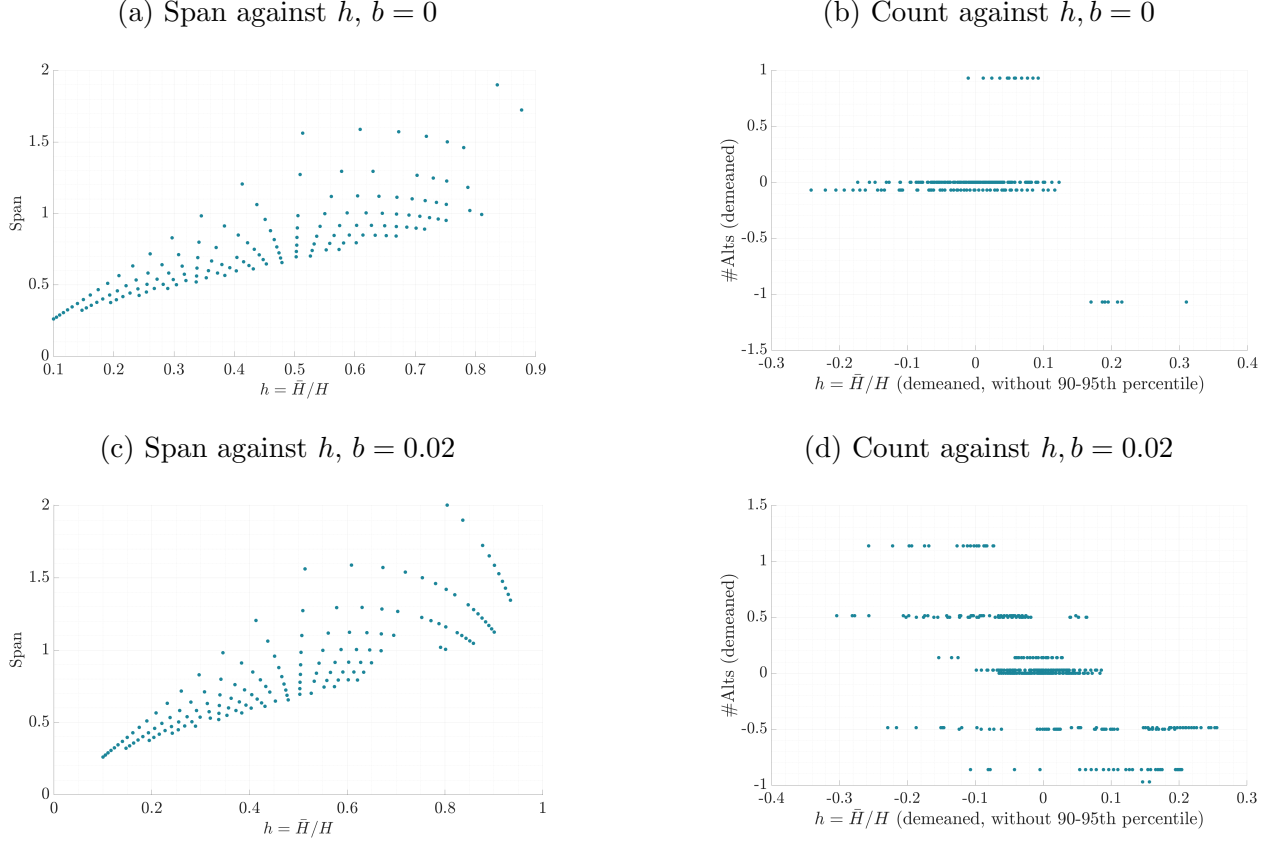 (a) Span against h, b = 0
2
1.5
1
0.5
0
Span
0.1 0.2 0.3 0.4 0.5 0.6 0.7 0.8 0.9
h = H̄/H
(b) Count against h, b = 0
1
0.5
0
-0.5
-1
-1.5
#Alts (demeaned)
-0.3 -0.2 -0.1 0 0.1 0.2 0.3 0.4
h = H̄/H (demeaned, without 90-95th percentile)
(c) Span against h, b = 0.02
2
1.5
1
0.5
0
Span
0 0.2 0.4 0.6 0.8 1
h = H̄/H
(d) Count against h, b = 0.02
1.5
1
0.5
0
-0.5
-1
#Alts (demeaned)
-0.4 -0.3 -0.2 -0.1 0 0.1 0.2 0.3
h = H̄/H (demeaned, without 90-95th percentile)